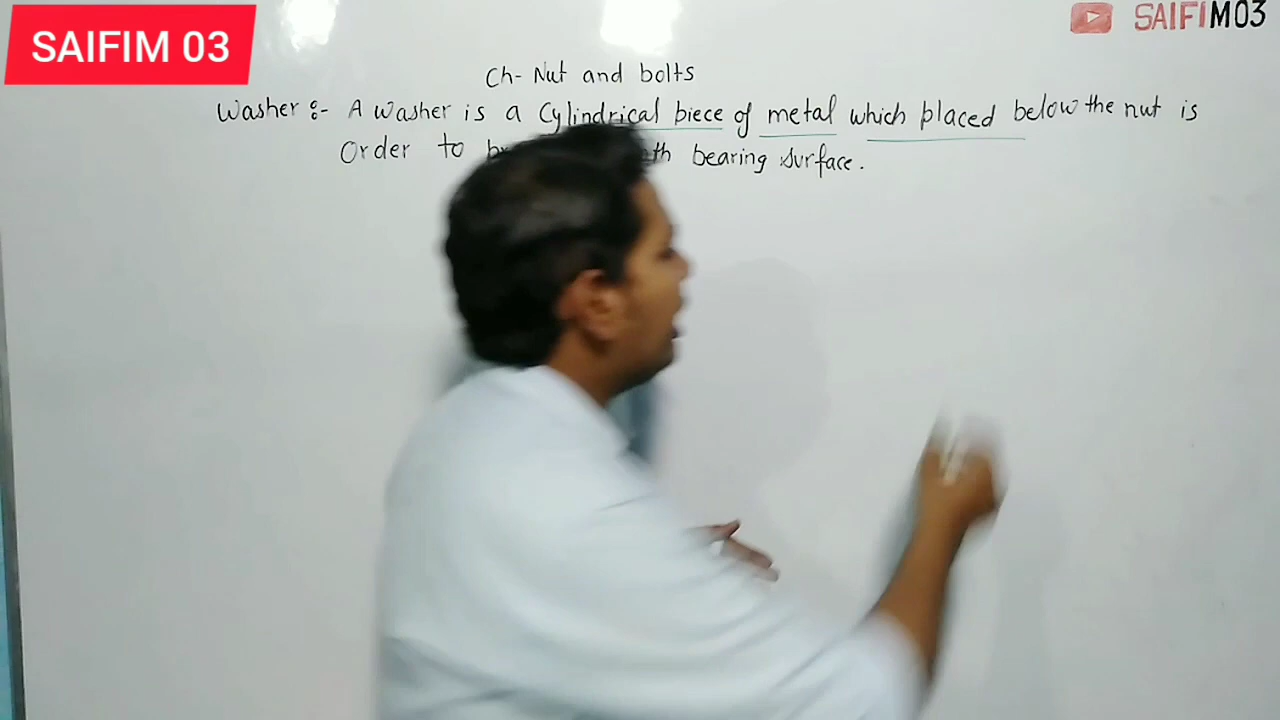 SAIFIM 03
SAIFIM03
Ch- Nut and bolts
Washer :- A washer is a Cylindrical biece of metal which placed below the nut is
Order to bearing surface.